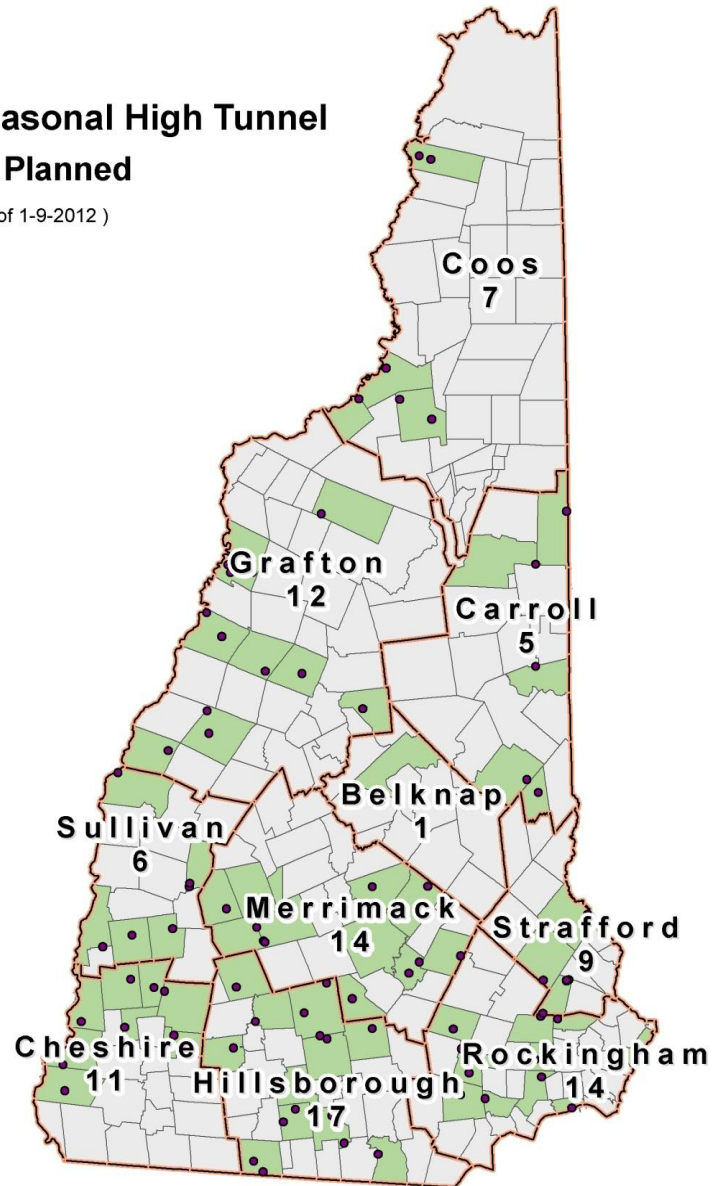 Tunnel
asonal High Tunnel
Planned
of 1-9-2012 )
Coos
7
Grafton
12
Carroll
5
Belknap
1
Sullivan
6
Merrimack
14
Strafford
9
Cheshire
11
Hillsborough
17
Rockingham
14